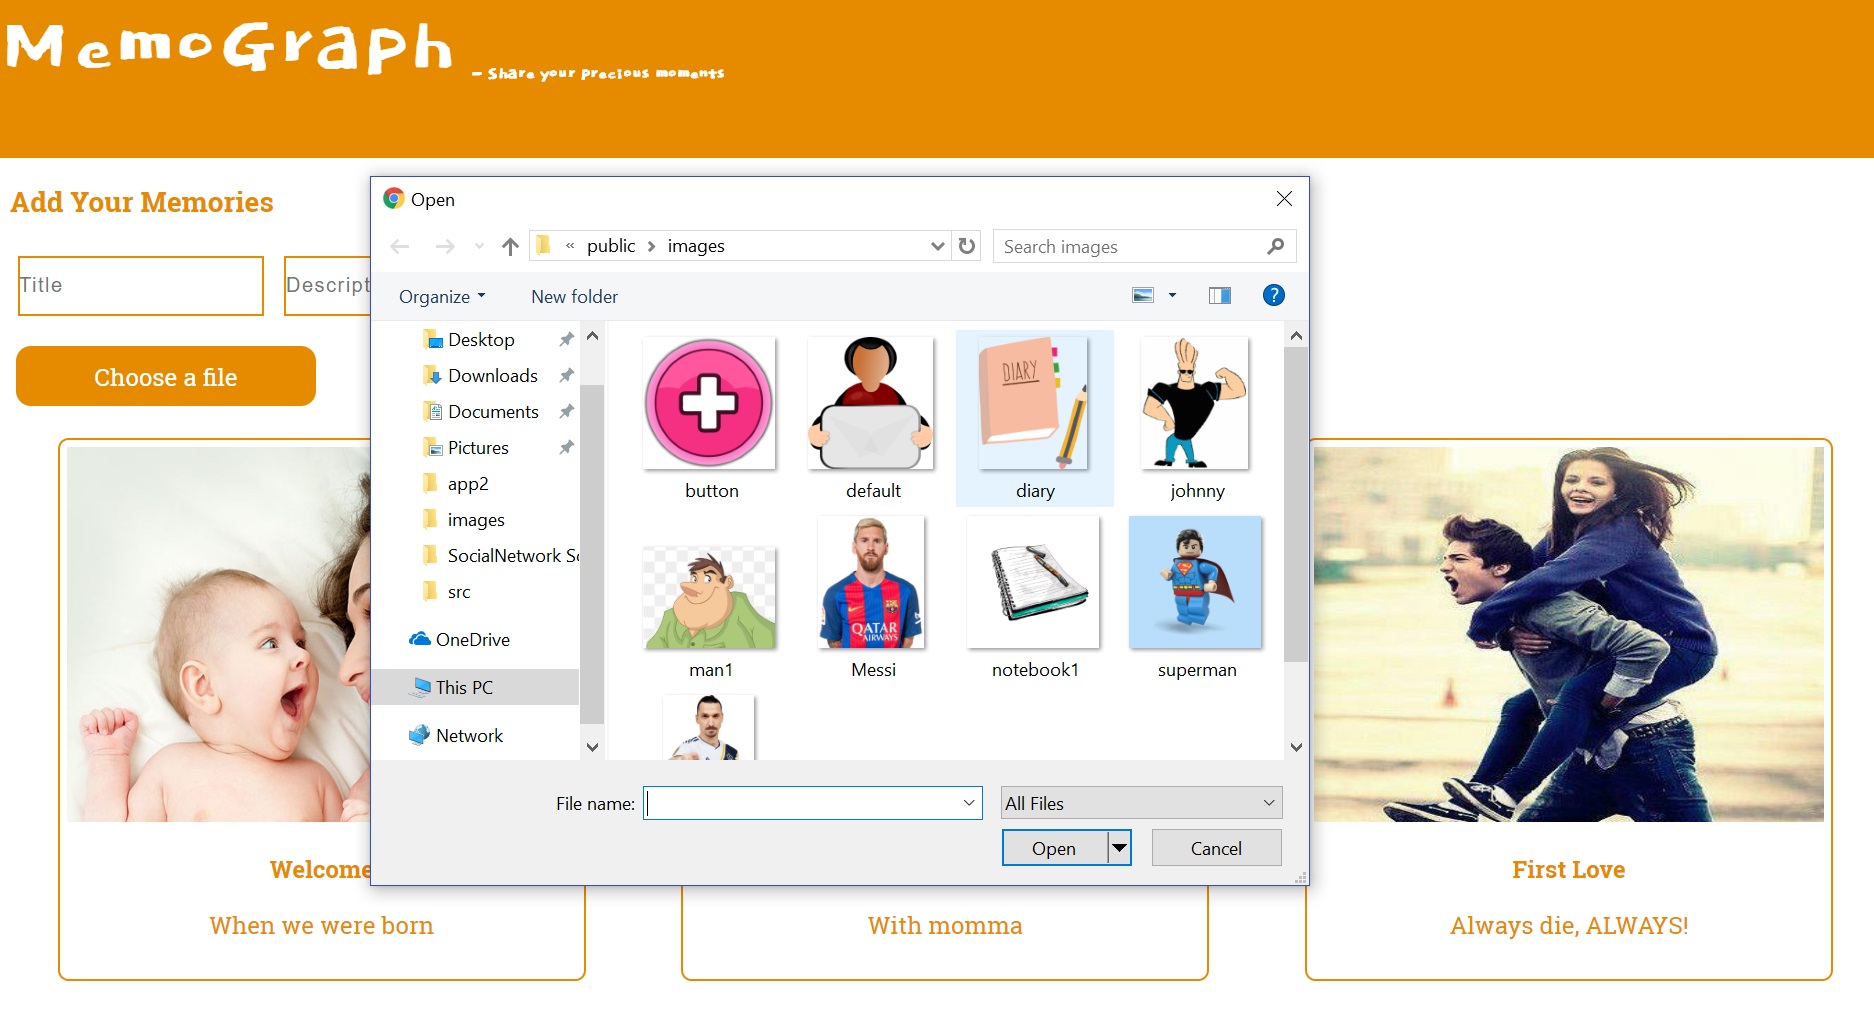 MemoGraph - Share your precious moments
Add Your Memories
Title
Descript
Choose a file
Open
« public > images
Search images
Organize
New folder
?
Desktop
Downloads
Documents
Pictures
app2
images
SocialNetwork Sc
src
OneDrive
This PC
Network
button
default
DIARY
diary
johnny
man1
QATAR
AIRWAYS
Messi
notebook1
superman
File name:
All Files
Open
Cancel
Welcome
When we were born
With momma
First Love
Always die, ALWAYS!